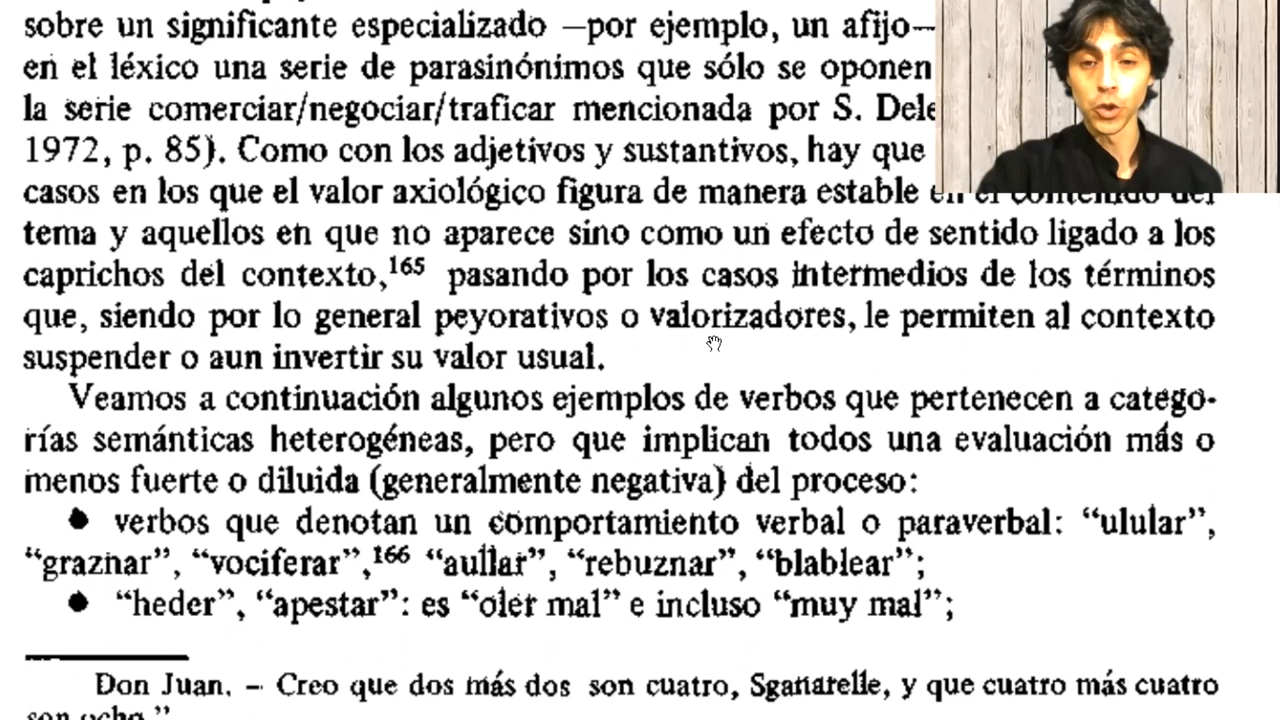 sobre un significante especializado —por ejemplo, un afijo—
en el léxico una serie de parasinónimos que sólo se oponen
la serie comerciar/negociar/traficar mencionada por S. Dele
1972, p. 85). Como con los adjetivos y sustantivos, hay que
casos en los que el valor axiológico figura de manera estable en el contenido del
tema y aquellos en que no aparece sino como un efecto de sentido ligado a los
caprichos del contexto,¹⁶⁵ pasando por los casos intermedios de los términos
que, siendo por lo general peyorativos o valorizadores, le permiten al contexto
suspender o aun invertir su valor usual.
Veamos a continuación algunos ejemplos de verbos que pertenecen a catego-
rías semánticas heterogéneas, pero que implican todos una evaluación más o
menos fuerte o diluida (generalmente negativa) del proceso:
● verbos que denotan un comportamiento verbal o paraverbal: “ulular”,
“graznar”, “vociferar”,¹⁶⁶ “aullar”, “rebuznar”, “blablear”;
● “heder”, “apestar”: es “oler mal” e incluso “muy mal”;
Don Juan. – Creo que dos más dos son cuatro, Sganarelle, y que cuatro más cuatro
son ocho.”